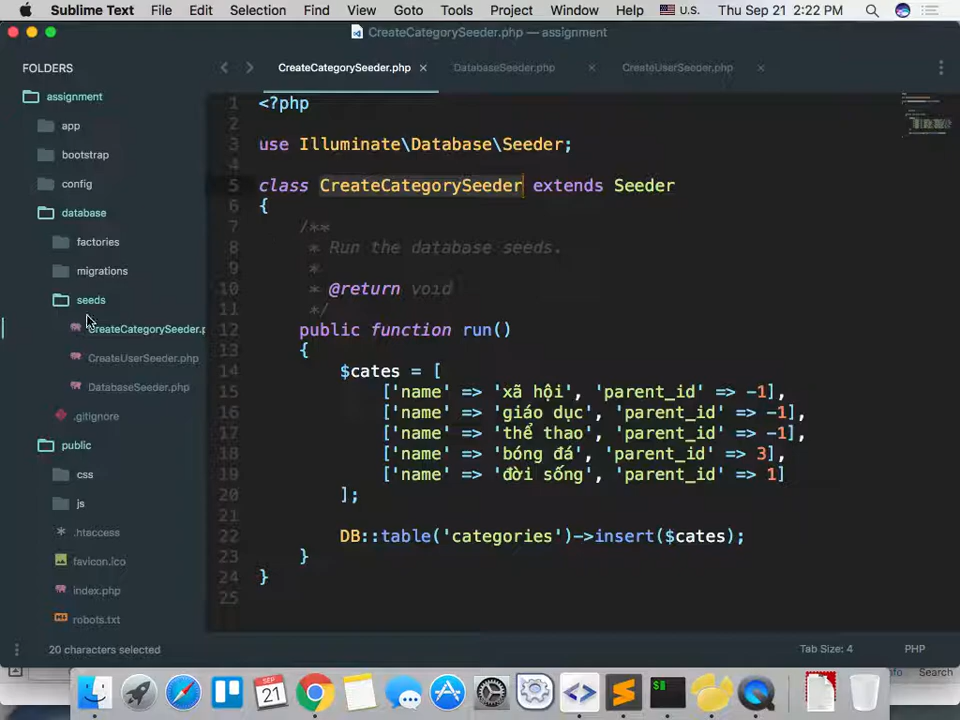 Sublime Text File Edit Selection Find View Goto Tools Project Window Help U.S. Thu Sep 21 2:22 PM
CreateCategorySeeder.php — assignment
FOLDERS
assignment
app
bootstrap
config
database
factories
migrations
seeds
CreateCategorySeeder.p
CreateUserSeeder.php
DatabaseSeeder.php
.gitignore
public
css
js
.htaccess
favicon.ico
index.php
robots.txt
CreateCategorySeeder.php DatabaseSeeder.php CreateUserSeeder.php
1 <?php
2
3 use Illuminate\Database\Seeder;
4
5 class CreateCategorySeeder extends Seeder
6 {
7 /**
8 * Run the database seeds.
9 *
10 * @return void
11 */
12 public function run()
13 {
14 $cates = [
15 ['name' => 'xã hội', 'parent_id' => -1],
16 ['name' => 'giáo dục', 'parent_id' => -1],
17 ['name' => 'thể thao', 'parent_id' => -1],
18 ['name' => 'bóng đá', 'parent_id' => 3],
19 ['name' => 'đời sống', 'parent_id' => 1]
20 ];
21
22 DB::table('categories')->insert($cates);
23 }
24 }
25
20 characters selected Tab Size: 4 PHP
Search
SEP
21